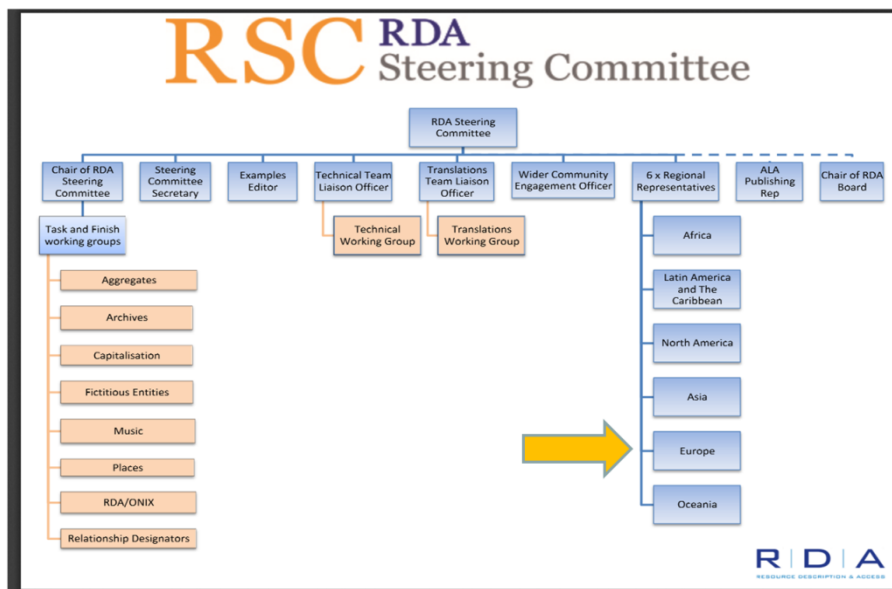 RSC RDA
Steering Committee
RDA Steering
Committee
Chair of RDA
Steering
Committee
Steering
Committee
Secretary
Examples
Editor
Technical Team
Liaison Officer
Translations
Team Liaison
Officer
Wider Community
Engagement Officer
6 x Regional
Representatives
ALA
Publishing
Rep
Chair of RDA
Board
Task and Finish
working groups
Technical
Working Group
Translations
Working Group
Aggregates
Archives
Capitalisation
Fictitious Entities
Music
Places
RDA/ONIX
Relationship Designators
Africa
Latin America
and The
Caribbean
North America
Asia
Europe
Oceania
R | D | A
RESOURCE DESCRIPTION & ACCESS